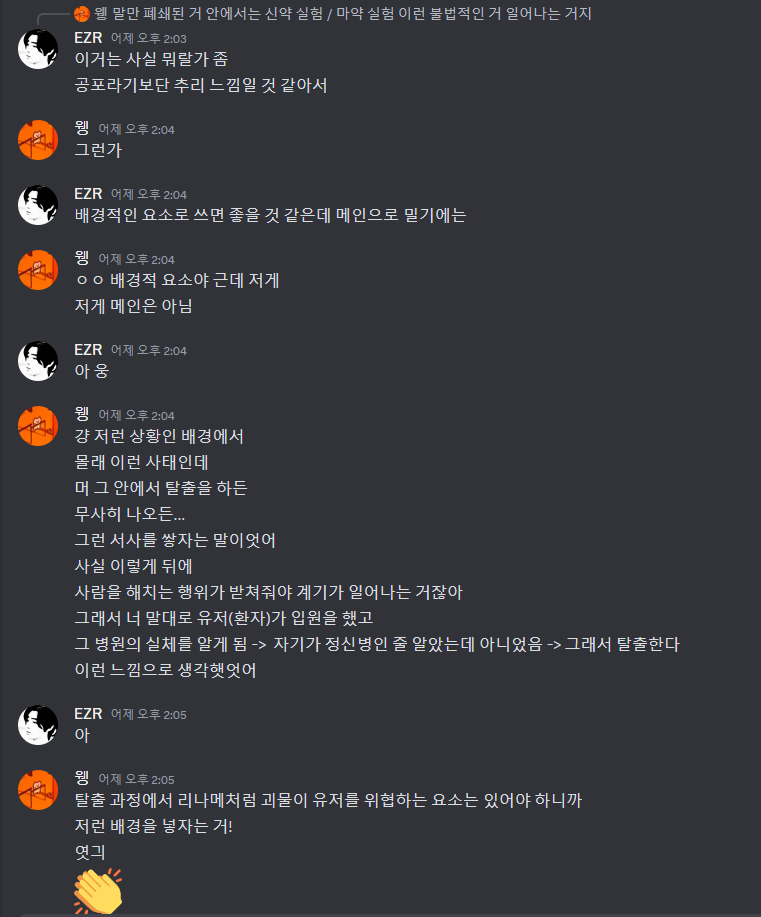 웽 말만 폐쇄된 거 안에서는 신약 실험 / 마약 실험 이런 불법적인 거 일어나는 거지
EZR 어제 오후 2:03
이거는 사실 뭐랄가 좀
공포라기보단 추리 느낌일 것 같아서
웽 어제 오후 2:04
그런가
EZR 어제 오후 2:04
배경적인 요소로 쓰면 좋을 것 같은데 메인으로 밀기에는
웽 어제 오후 2:04
ㅇㅇ 배경적 요소야 근데 저게
저게 메인은 아님
EZR 어제 오후 2:04
아 웅
웽 어제 오후 2:04
걍 저런 상황인 배경에서
몰래 이런 사태인데
머 그 안에서 탈출을 하든
무사히 나오든...
그런 서사를 쌓자는 말이엇어
사실 이렇게 뒤에
사람을 해치는 행위가 받쳐줘야 계기가 일어나는 거잖아
그래서 너 말대로 유저(환자)가 입원을 했고
그 병원의 실체를 알게 됨 -> 자기가 정신병인 줄 알았는데 아니었음 -> 그래서 탈출한다
이런 느낌으로 생각햇엇어
EZR 어제 오후 2:05
아
웽 어제 오후 2:05
탈출 과정에서 리나메처럼 괴물이 유저를 위협하는 요소는 있어야 하니까
저런 배경을 넣자는 거!
엿긔